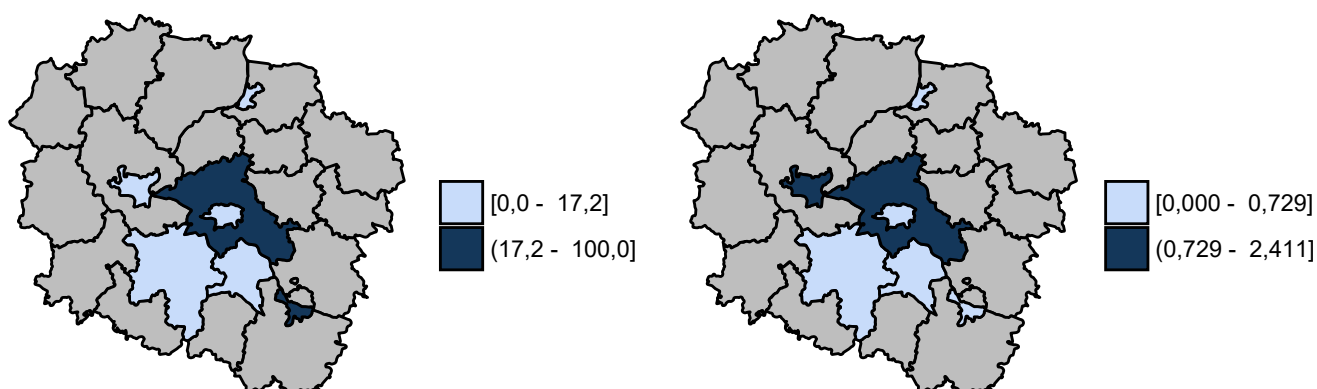 [0,0 -  17,2]
(17,2 -  100,0]
[0,000 -  0,729]
(0,729 -  2,411]